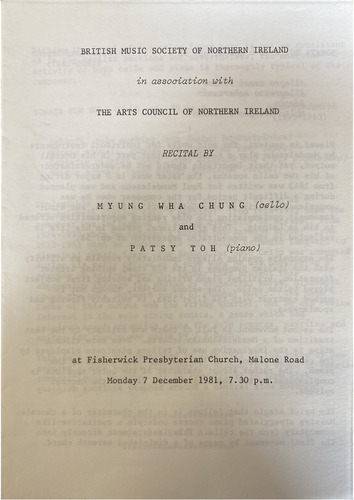 BRITISH MUSIC SOCIETY OF NORTHERN IRELAND
in association with
THE ARTS COUNCIL OF NORTHERN IRELAND
RECITAL BY
MYUNG WHA CHUNG (cello)
and
PATSY TOH (piano)
at Fisherwick Presbyterian Church, Malone Road
Monday 7 December 1981, 7.30 p.m.